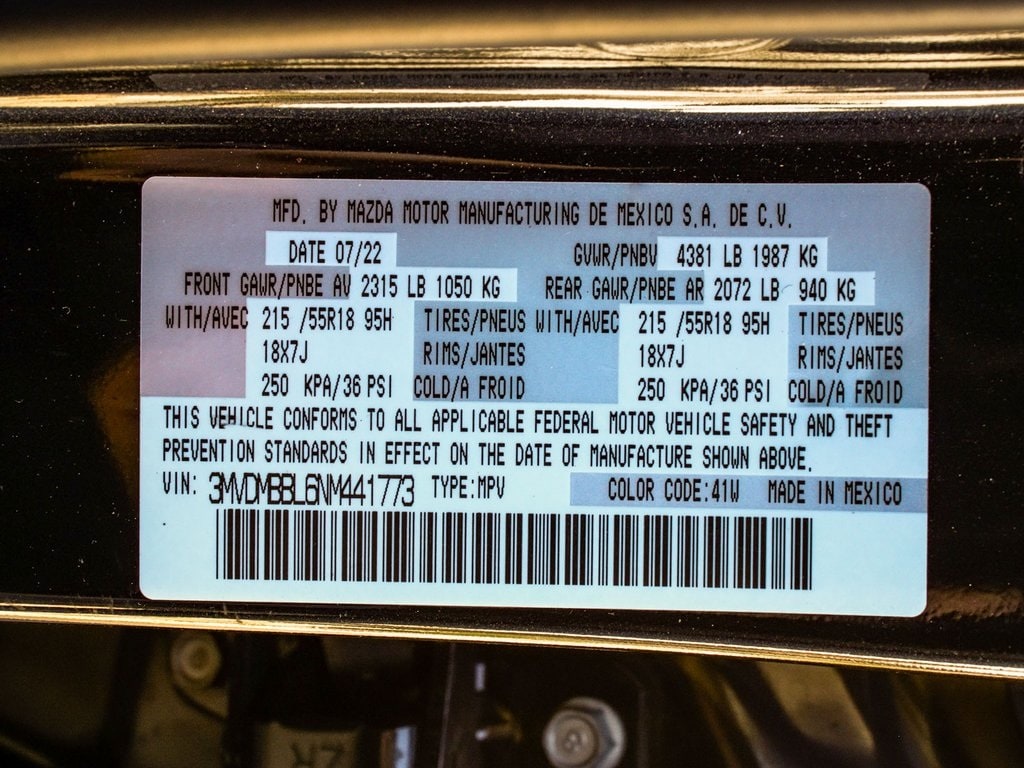 MFD. BY MAZDA MOTOR MANUFACTURING DE MEXICO S.A. DE C.V.
DATE 07/22 GVWR/PNBV 4381 LB 1987 KG
FRONT GAWR/PNBE AV 2315 LB 1050 KG REAR GAWR/PNBE AR 2072 LB 940 KG
WITH/AVEC 215 /55R18 95H TIRES/PNEUS WITH/AVEC 215 /55R18 95H TIRES/PNEUS
18X7J RIMS/JANTES 18X7J RIMS/JANTES
250 KPA/36 PSI COLD/A FROID 250 KPA/36 PSI COLD/A FROID
THIS VEHICLE CONFORMS TO ALL APPLICABLE FEDERAL MOTOR VEHICLE SAFETY AND THEFT
PREVENTION STANDARDS IN EFFECT ON THE DATE OF MANUFACTURE SHOWN ABOVE.
VIN: 3MVDMBBL6NM441773 TYPE:MPV COLOR CODE:41W MADE IN MEXICO